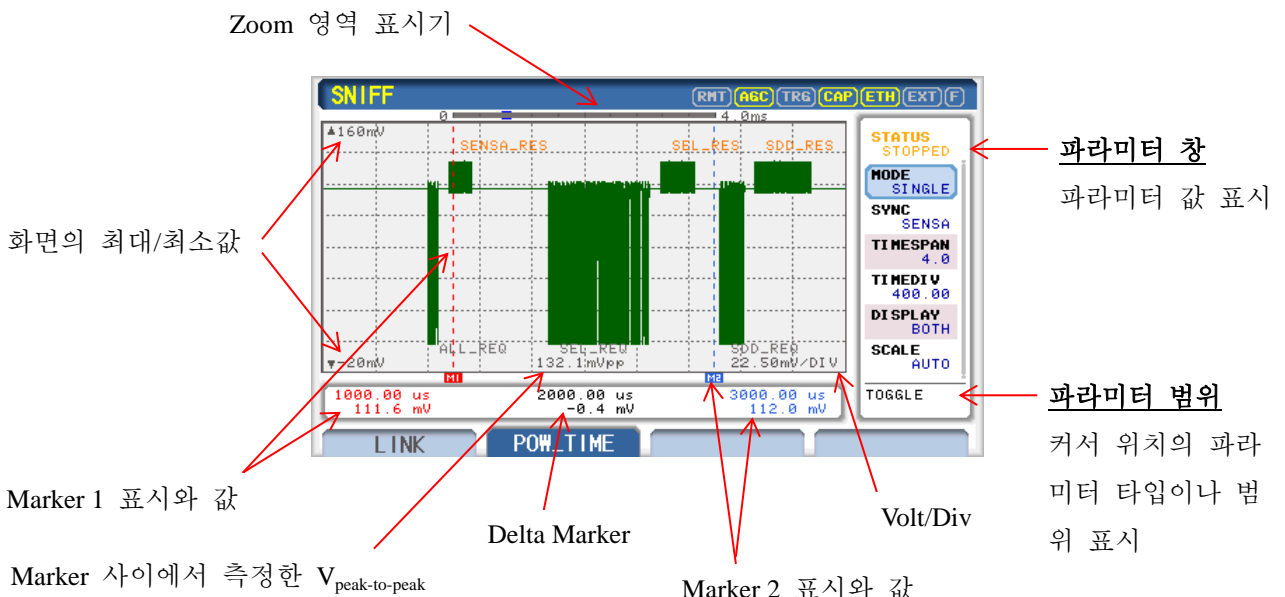 Zoom 영역 표시기
SNIFF
RMT AGC TRG CAP ETH EXT F
0 4.0ms
▲160mV
SENSA_RES SEL_RES SDD_RES
ALL_REQ SEL_REQ SDD_REQ
▼-20mV 132.1mVpp 22.50mV/DIV
M1 M2
1000.00 us 2000.00 us 3000.00 us
111.6 mV -0.4 mV 112.0 mV
LINK POW_TIME
STATUS
STOPPED
MODE
SINGLE
SYNC
SENSA
TIMESPAN
4.0
TIMEDIV
400.00
DISPLAY
BOTH
SCALE
AUTO
TOGGLE
파라미터 창
파라미터 값 표시
화면의 최대/최소값
파라미터 범위
커서 위치의 파라
미터 타입이나 범
위 표시
Marker 1 표시와 값
Delta Marker
Volt/Div
Marker 사이에서 측정한 Vpeak-to-peak
Marker 2 표시와 값